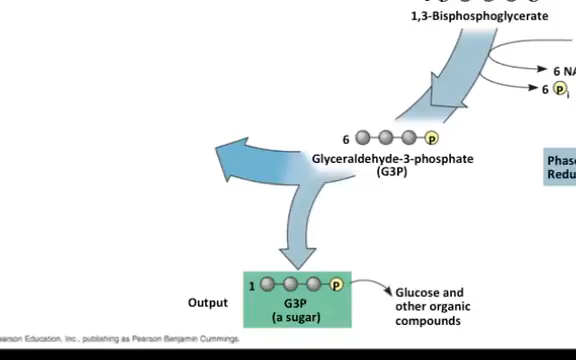 1,3-Bisphosphoglycerate
6 NA
6 P i
6 P
Glyceraldehyde-3-phosphate
(G3P)
Phase
Redu
1 P
Output
G3P
(a sugar)
Glucose and
other organic
compounds
earson Education, Inc., publishing as Pearson Benjamin Cummings.